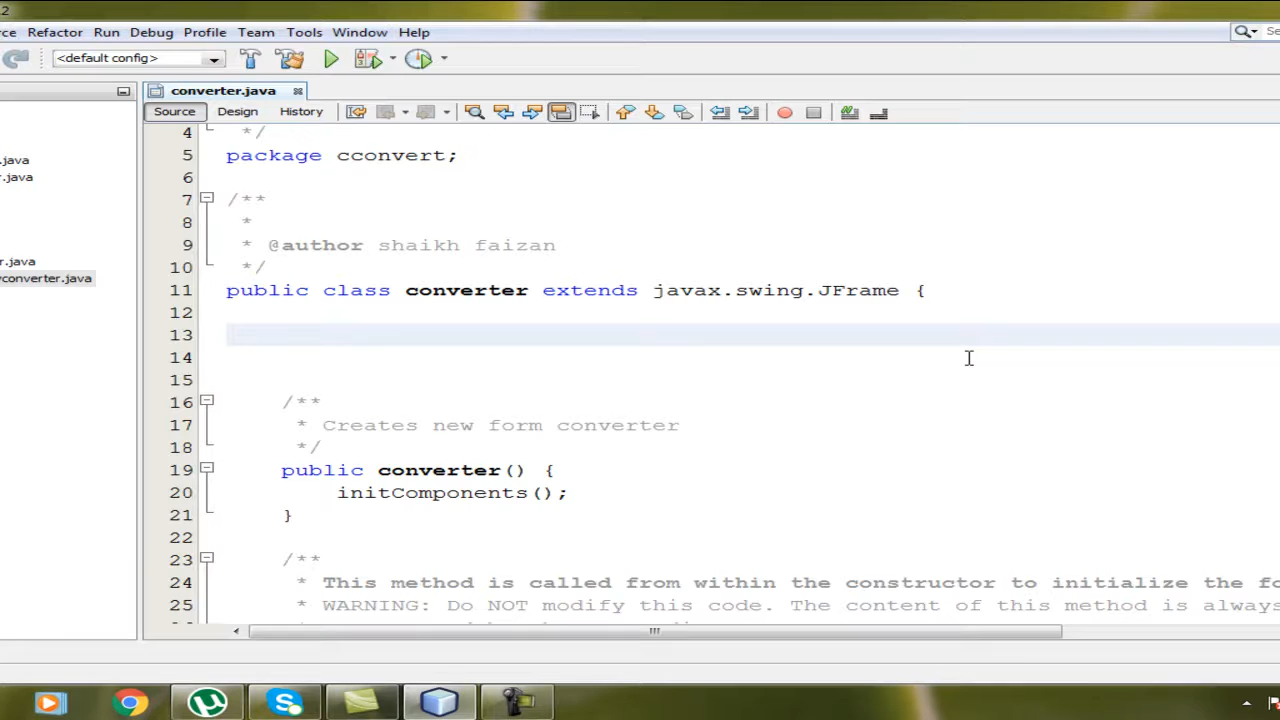 2
ce Refactor Run Debug Profile Team Tools Window Help
Se
<default config>
converter.java
Source Design History
.java
r.java
r.java
converter.java
4 */
5 package cconvert;
6
7 /**
8 *
9 * @author shaikh faizan
10 */
11 public class converter extends javax.swing.JFrame {
12
13
14
15
16 /**
17 * Creates new form converter
18 */
19 public converter() {
20 initComponents();
21 }
22
23 /**
24 * This method is called from within the constructor to initialize the fo
25 * WARNING: Do NOT modify this code. The content of this method is always